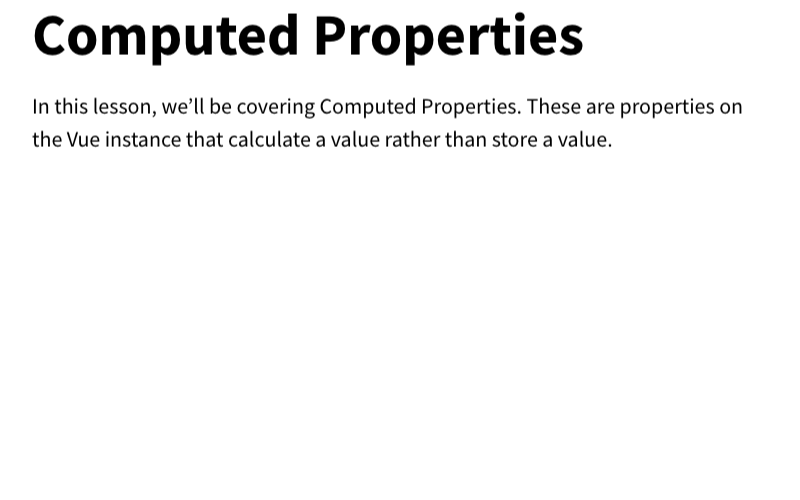 Computed Properties
In this lesson, we’ll be covering Computed Properties. These are properties on
the Vue instance that calculate a value rather than store a value.